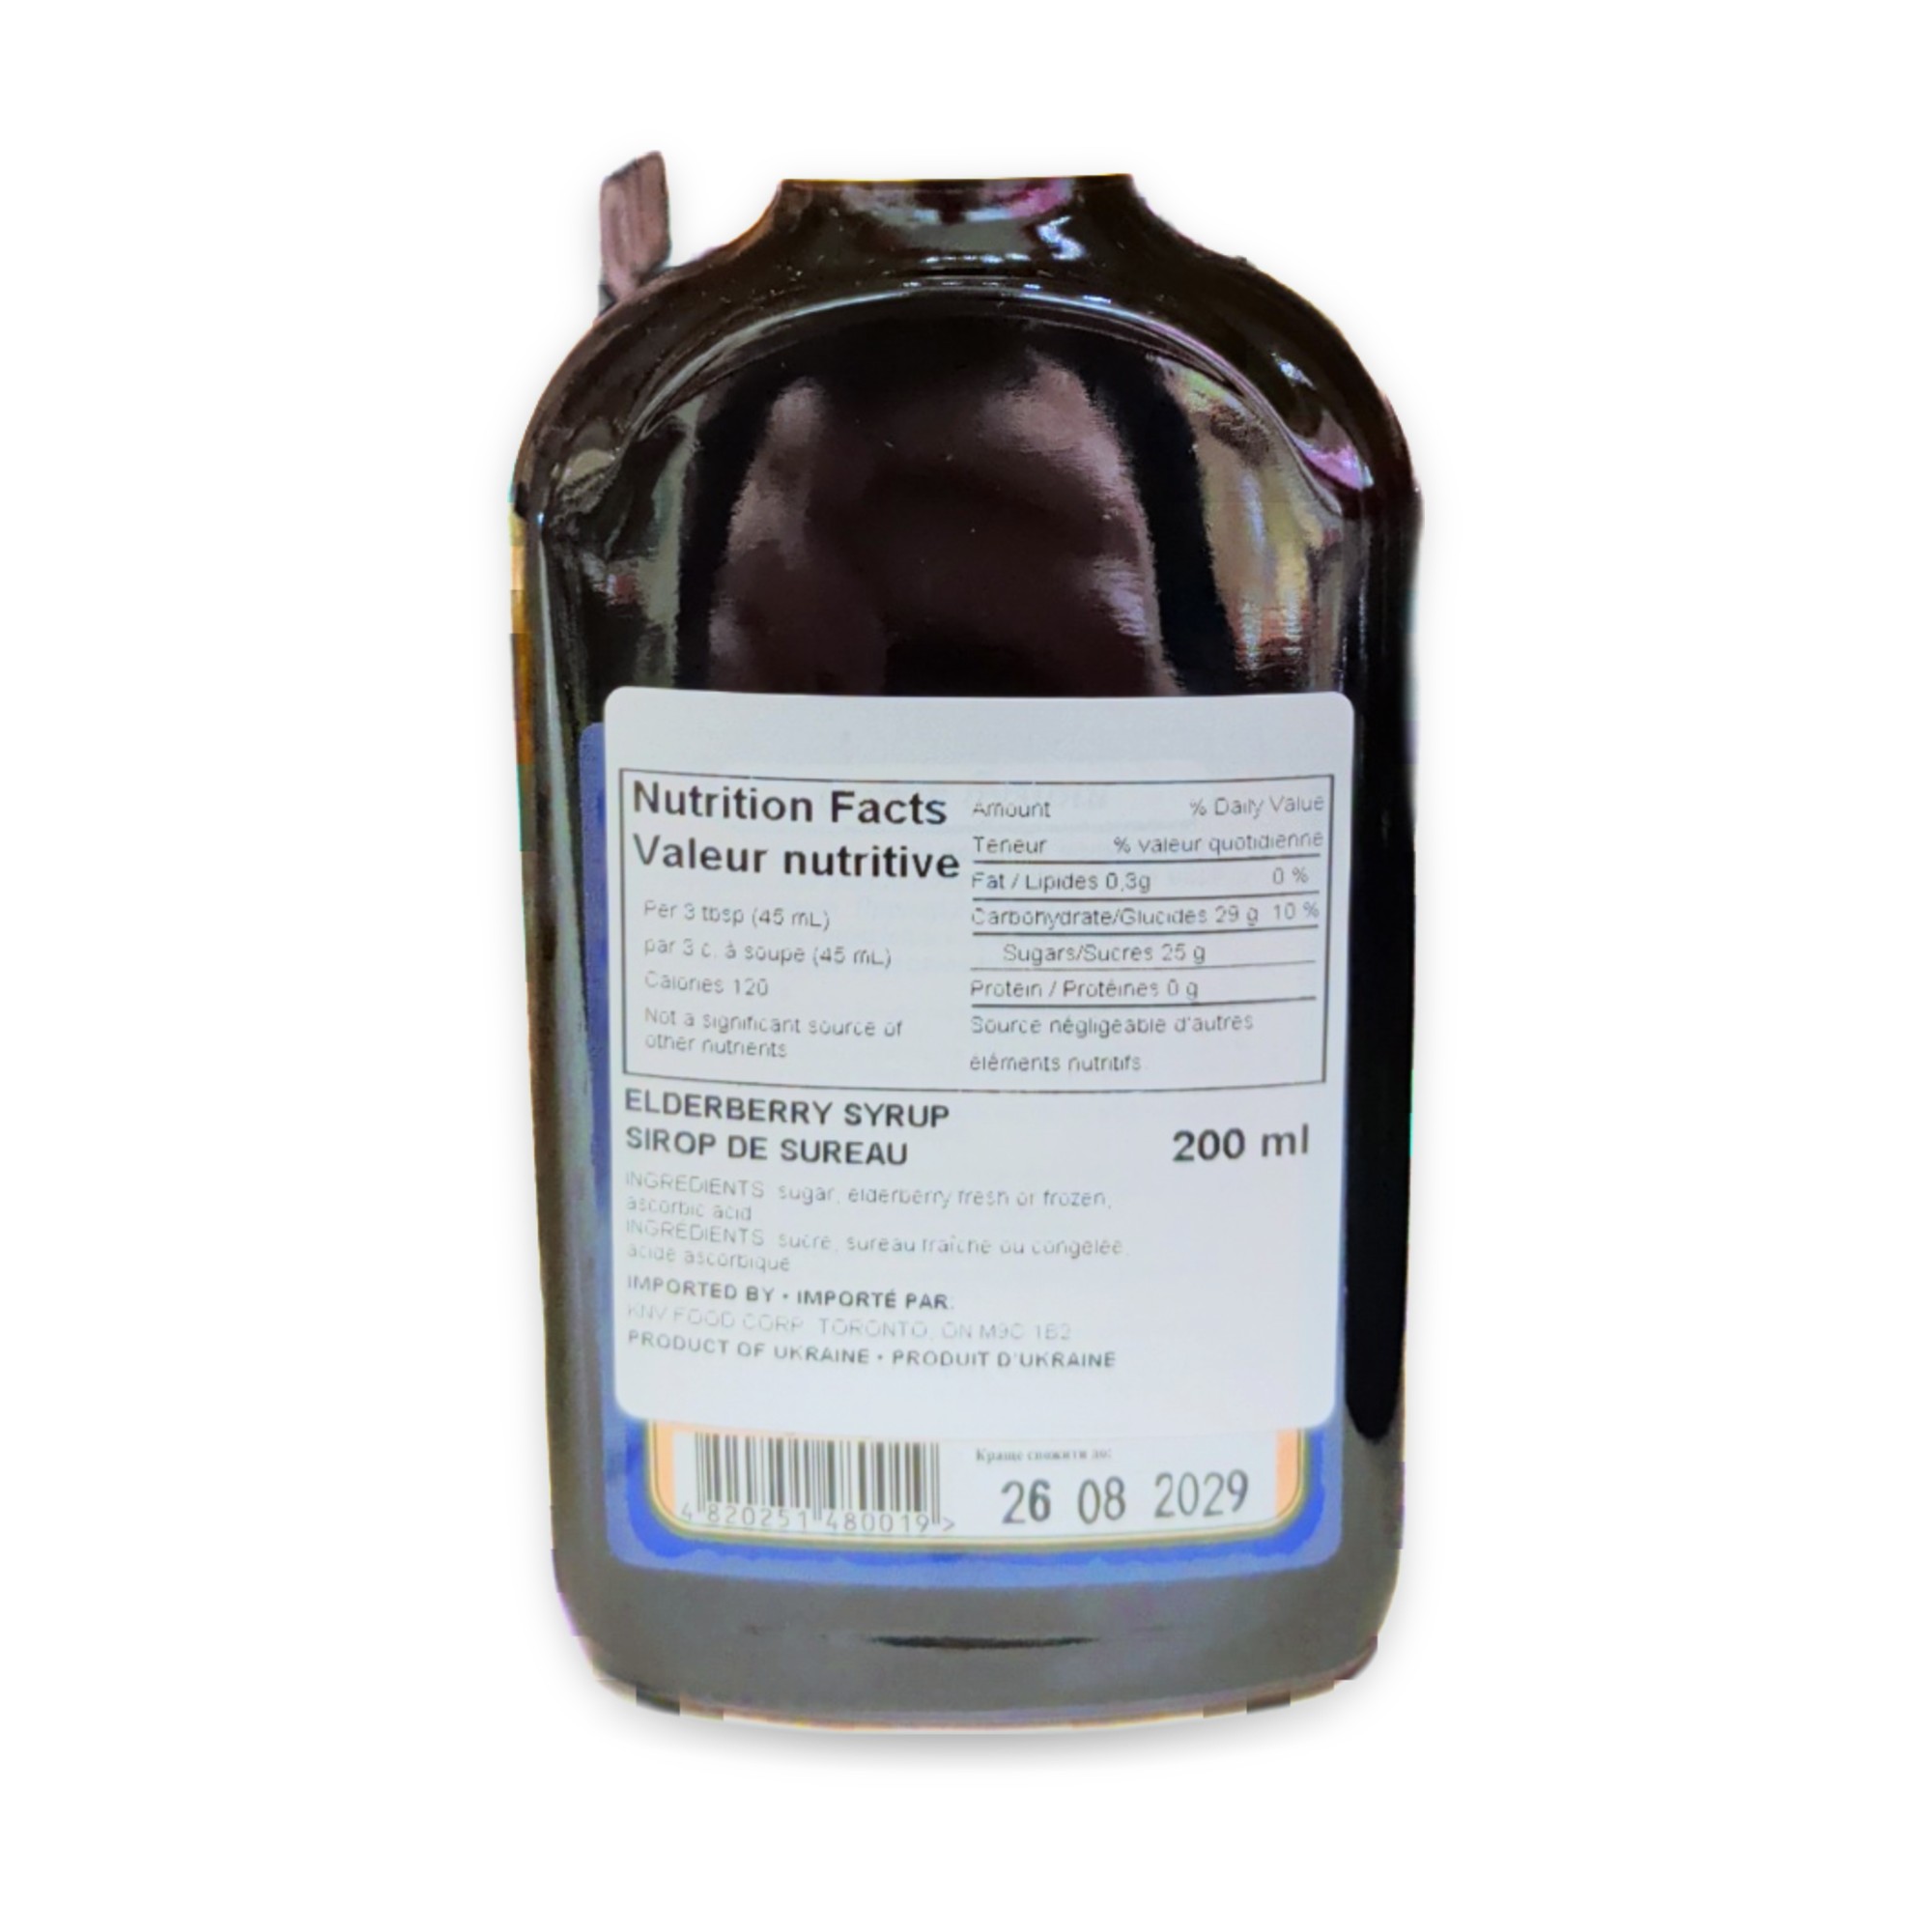 Nutrition Facts
Valeur nutritive
Per 3 tbsp (45 mL)
par 3 c. à soupe (45 mL)
Calories 120
Not a significant source of
other nutrients
Amount % Daily Value
Teneur % valeur quotidienne
Fat / Lipides 0,3g 0 %
Carbohydrate/Glucides 29 g 10 %
Sugars/Sucres 25 g
Protein / Protéines 0 g
Source négligeable d'autres
éléments nutritifs.
ELDERBERRY SYRUP
SIROP DE SUREAU
200 ml
INGREDIENTS: sugar, elderberry fresh or frozen,
ascorbic acid
INGRÉDIENTS: sucre, sureau fraîche ou congelée,
acide ascorbique
IMPORTED BY • IMPORTÉ PAR:
KNV FOOD CORP. TORONTO, ON M9C 1B2
PRODUCT OF UKRAINE • PRODUIT D'UKRAINE
4 820251 480019 >
Краще спожити до:
26 08 2029